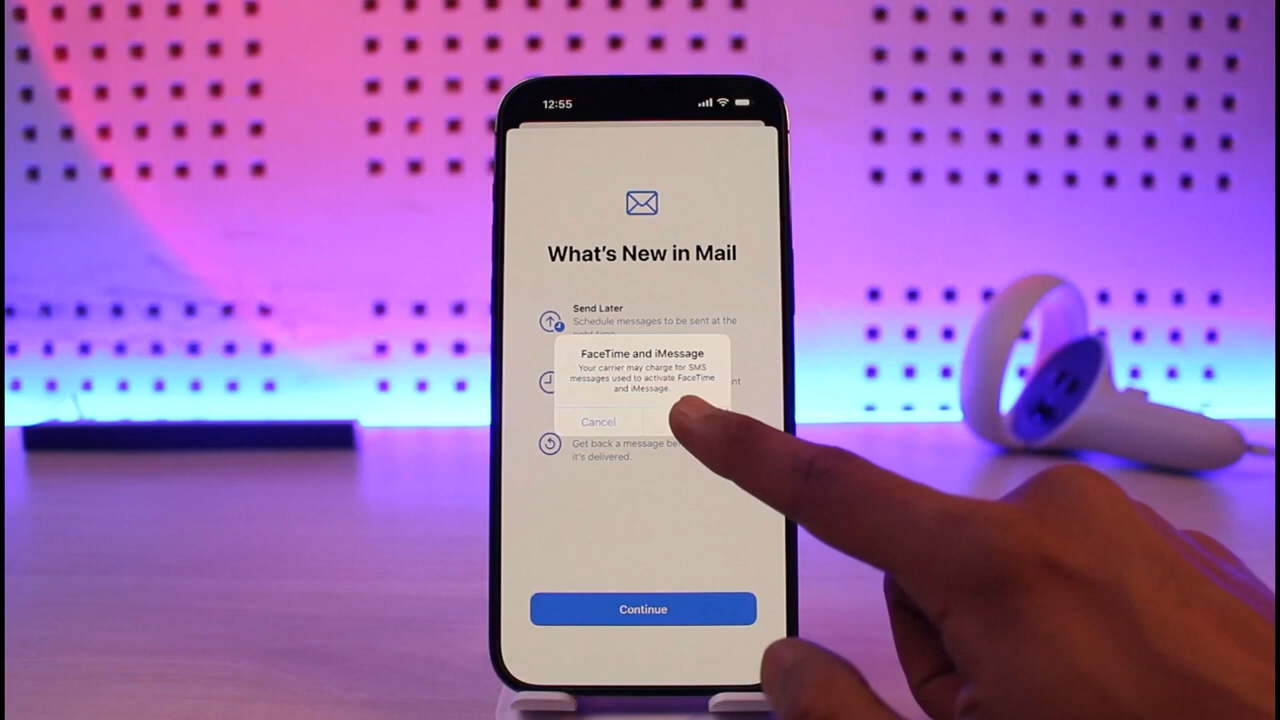 12:55
What's New in Mail
Send Later
Schedule messages to be sent at the
FaceTime and iMessage
Your carrier may charge for SMS
messages used to activate FaceTime
and iMessage.
Cancel
Get back a message
it's delivered.
Continue